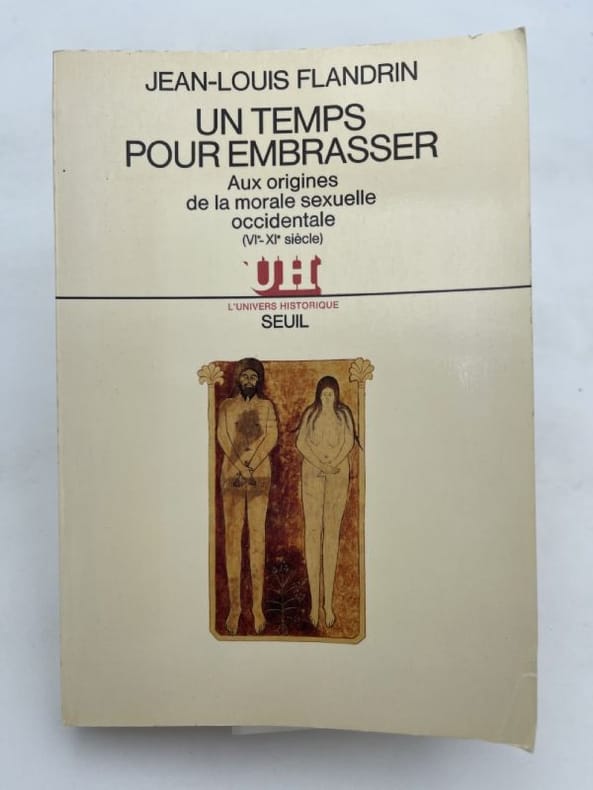 JEAN-LOUIS FLANDRIN
UN TEMPS
POUR EMBRASSER
Aux origines
de la morale sexuelle
occidentale
(VIᵉ-XIᵉ siècle)
UH
L'UNIVERS HISTORIQUE
SEUIL